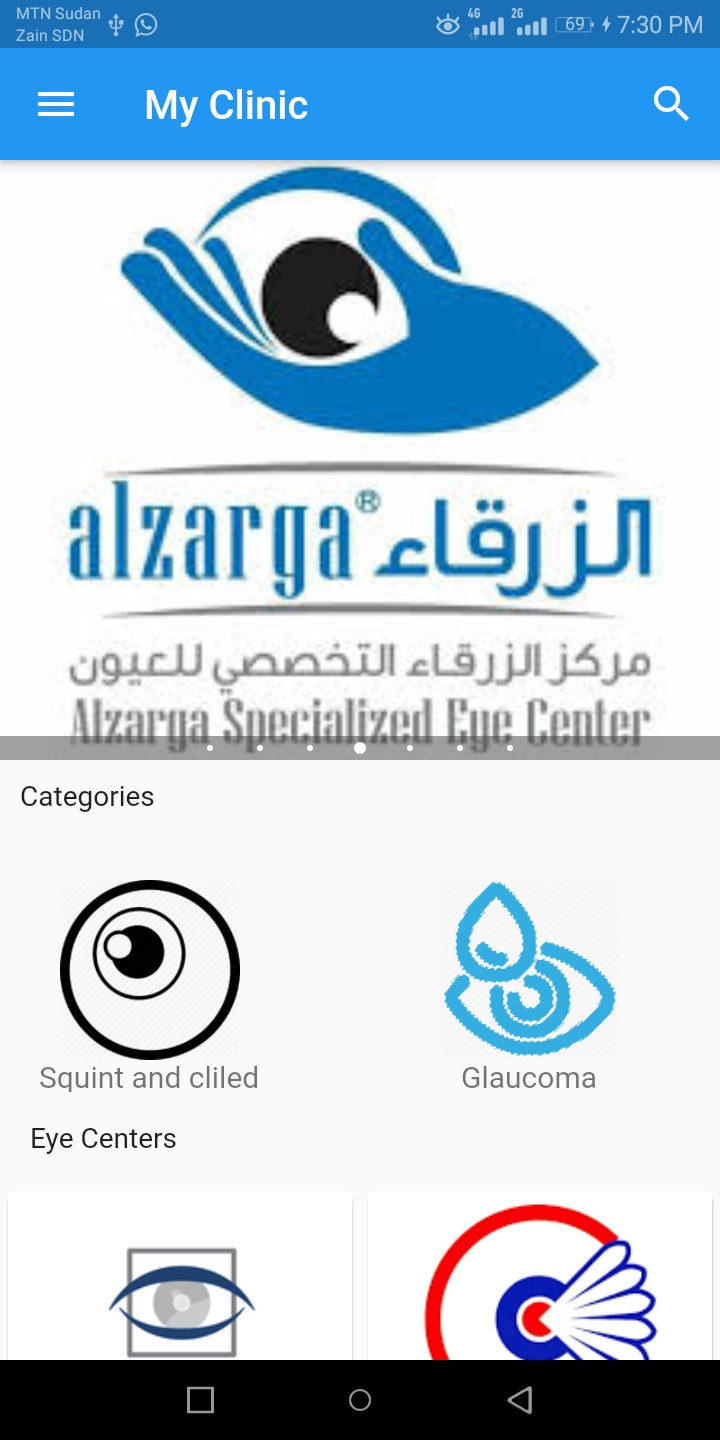 MTN Sudan
Zain SDN
4G
2G
69
7:30 PM
My Clinic
alzarga® الزرقاء
مركز الزرقاء التخصصي للعيون
Alzarga Specialized Eye Center
Categories
Squint and cliled
Glaucoma
Eye Centers